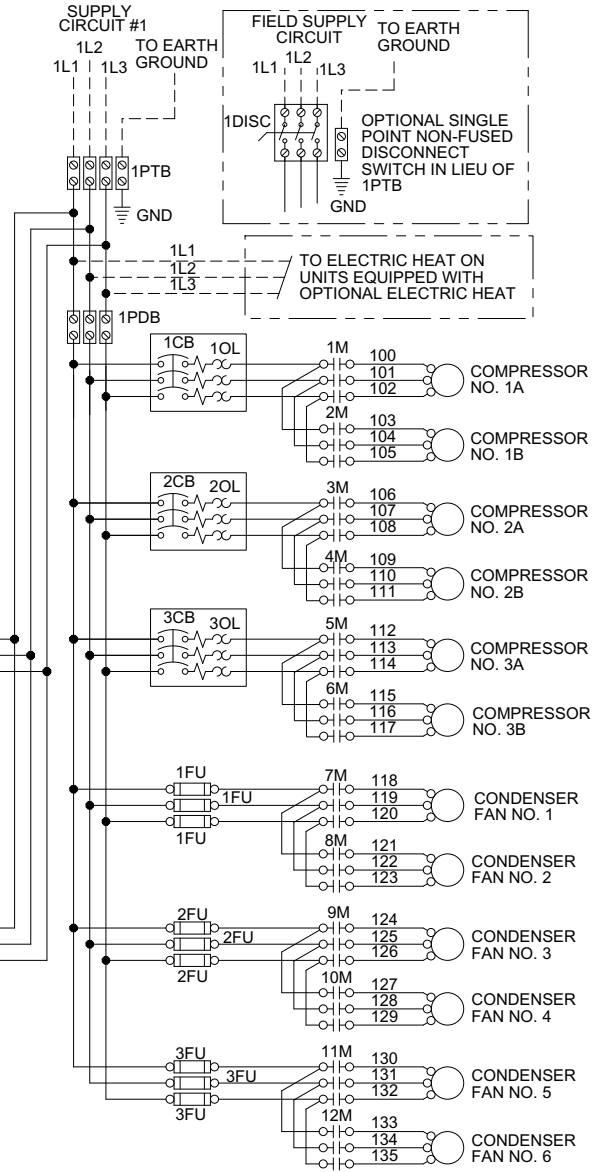 SUPPLY
CIRCUIT #1
1L2
1L1
1L3
TO EARTH
GROUND
1PTB
GND
FIELD SUPPLY
CIRCUIT
1L2
1L1
1L3
TO EARTH
GROUND
1DISC
OPTIONAL SINGLE
POINT NON-FUSED
DISCONNECT
SWITCH IN LIEU OF
1PTB
GND
1L1
1L2
1L3
TO ELECTRIC HEAT ON
UNITS EQUIPPED WITH
OPTIONAL ELECTRIC HEAT
1PDB
1CB
1OL
1M
100
101
102
COMPRESSOR
NO. 1A
2M
103
104
105
COMPRESSOR
NO. 1B
2CB
2OL
3M
106
107
108
COMPRESSOR
NO. 2A
4M
109
110
111
COMPRESSOR
NO. 2B
3CB
3OL
5M
112
113
114
COMPRESSOR
NO. 3A
6M
115
116
117
COMPRESSOR
NO. 3B
1FU
1FU
1FU
7M
118
119
120
CONDENSER
FAN NO. 1
8M
121
122
123
CONDENSER
FAN NO. 2
2FU
2FU
2FU
9M
124
125
126
CONDENSER
FAN NO. 3
10M
127
128
129
CONDENSER
FAN NO. 4
3FU
3FU
3FU
11M
130
131
132
CONDENSER
FAN NO. 5
12M
133
134
135
CONDENSER
FAN NO. 6